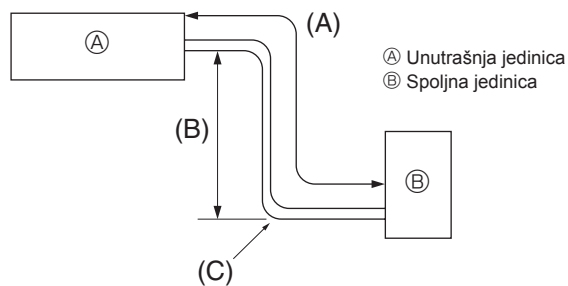 (A)
Ⓐ
Ⓐ Unutrašnja jedinica
Ⓑ Spoljna jedinica
(B)
Ⓑ
(C)